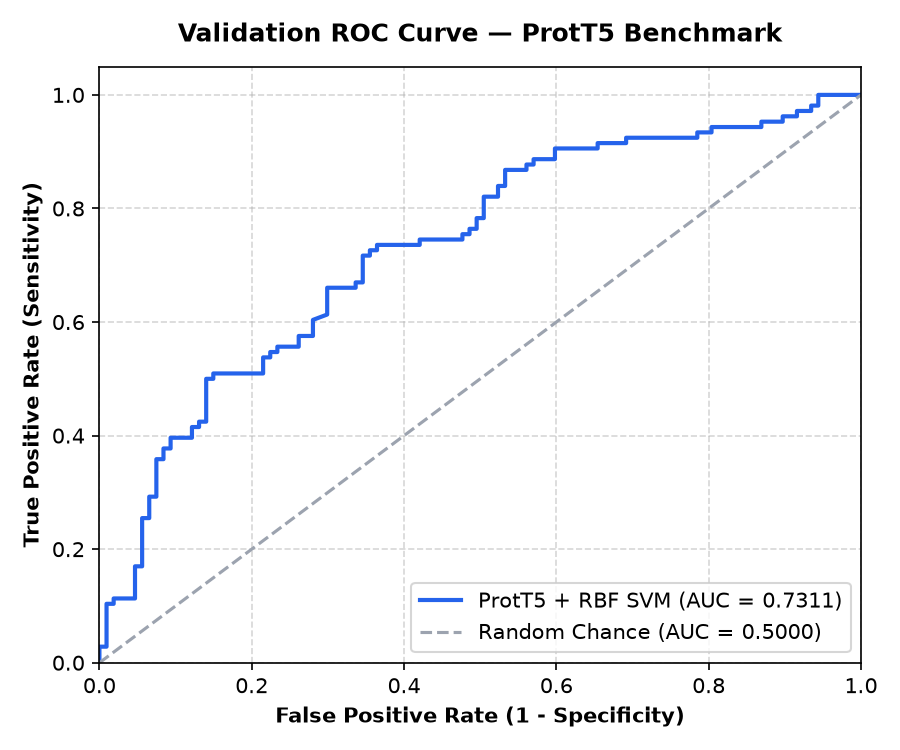 Validation ROC Curve — ProtT5 Benchmark
True Positive Rate (Sensitivity)
1.0
0.8
0.6
0.4
0.2
0.0
ProtT5 + RBF SVM (AUC = 0.7311)
Random Chance (AUC = 0.5000)
0.0 0.2 0.4 0.6 0.8 1.0
False Positive Rate (1 - Specificity)